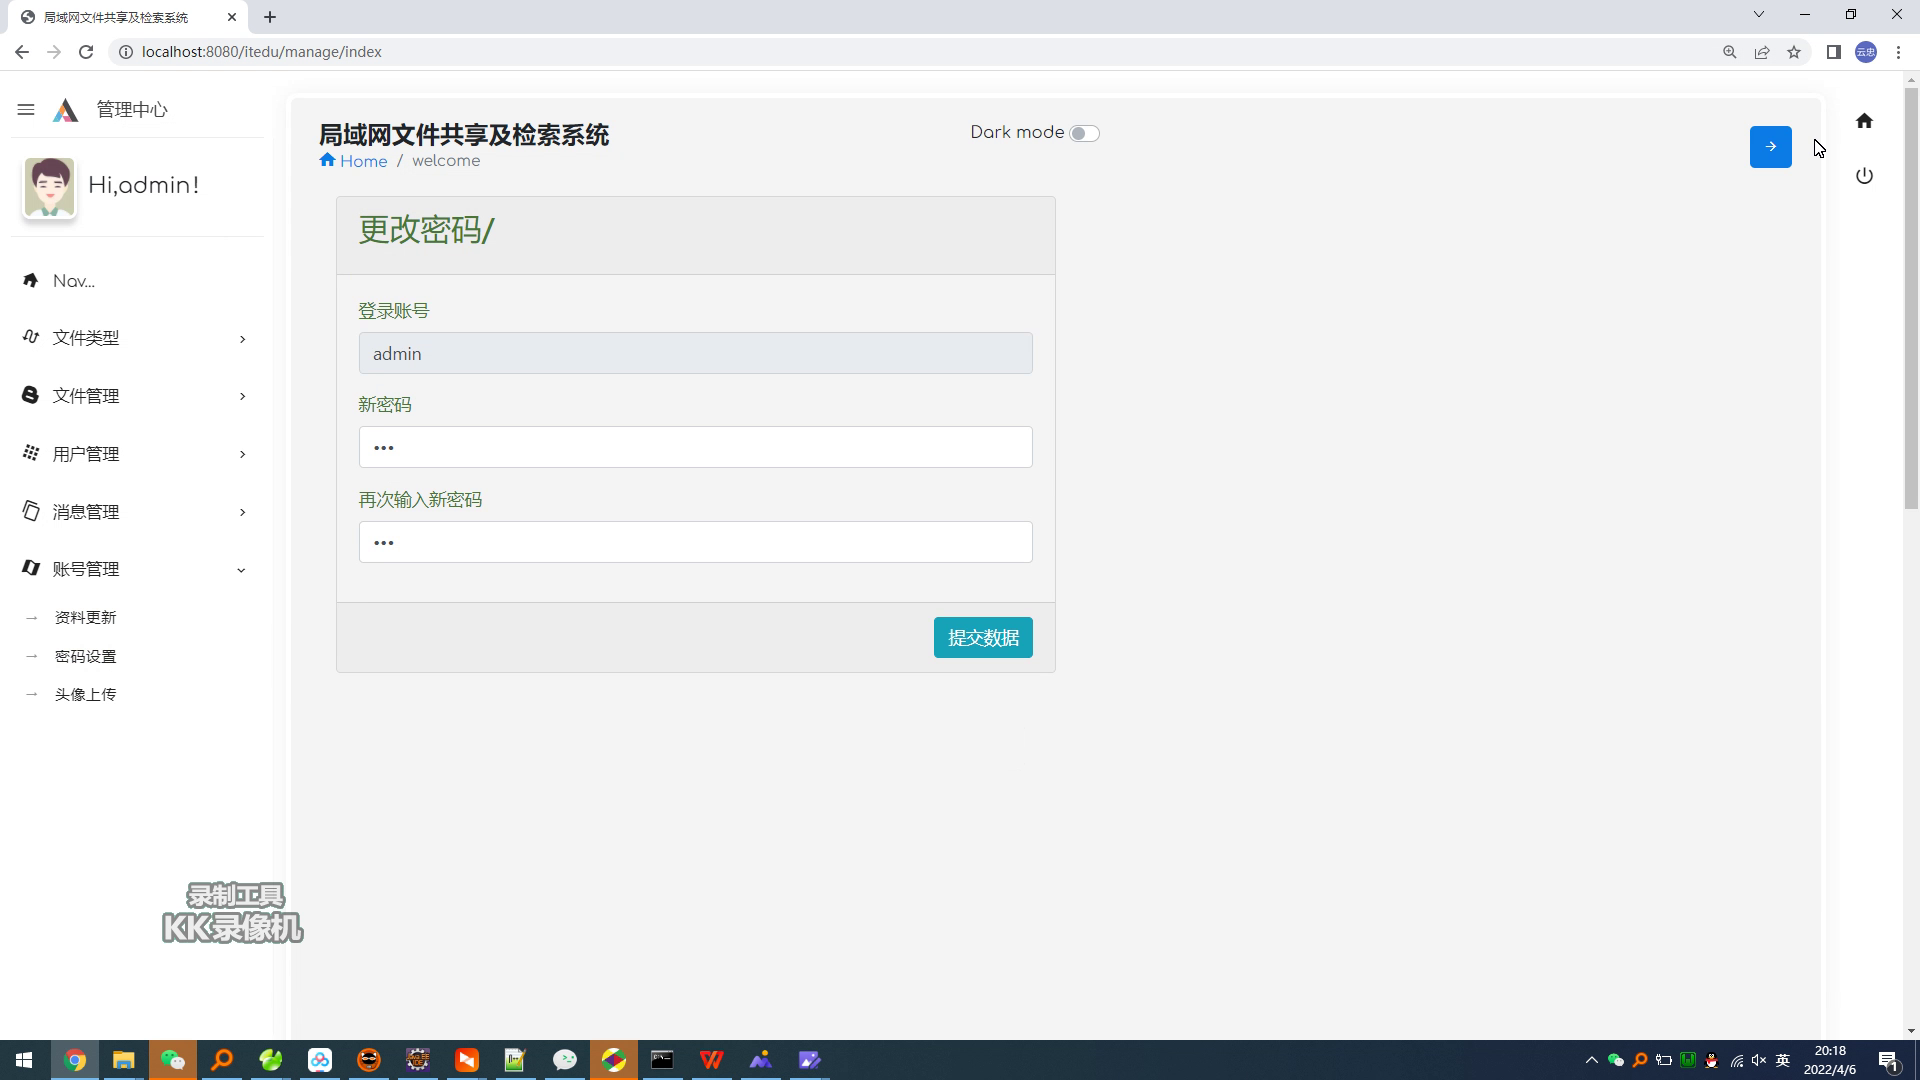 局域网文件共享及检索系统
localhost:8080/itedu/manage/index
云忠
管理中心
Hi,admin!
Nav...
文件类型
文件管理
用户管理
消息管理
账号管理
资料更新
密码设置
头像上传
局域网文件共享及检索系统
Home / welcome
Dark mode
更改密码/
登录账号
admin
新密码
•••
再次输入新密码
•••
提交数据
录制工具
KK录像机
英
20:18
2022/4/6
1